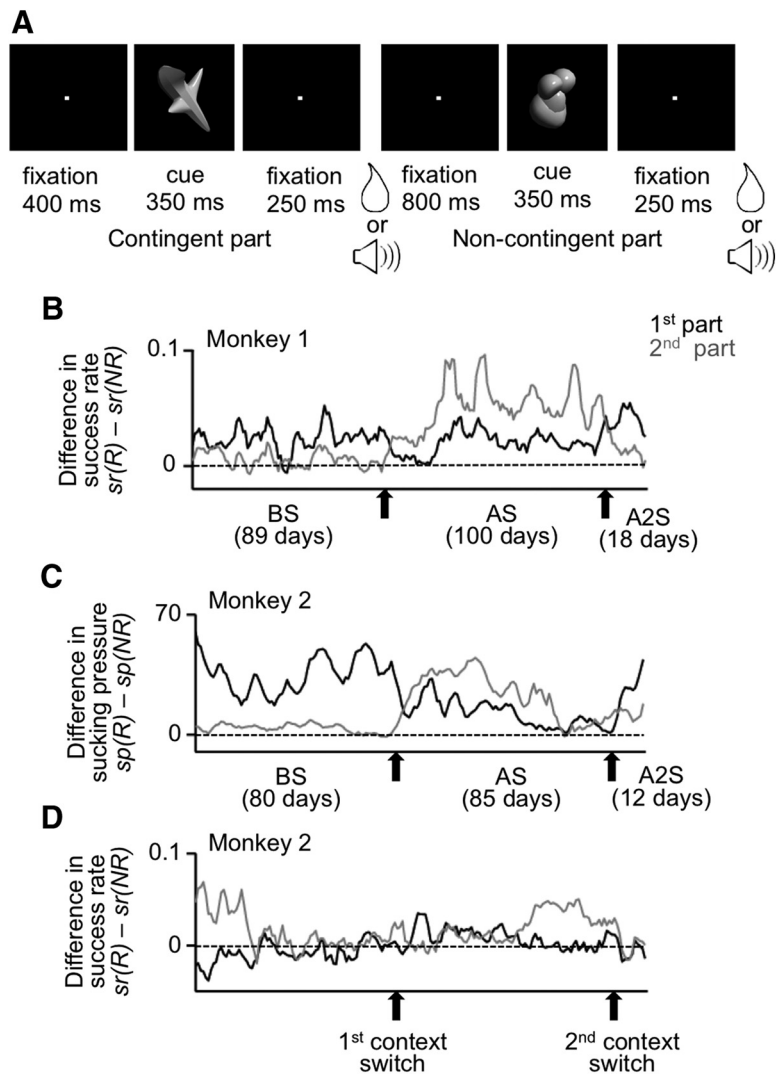 A
fixation
400 ms
cue
350 ms
fixation
250 ms
or
fixation
800 ms
cue
350 ms
fixation
250 ms
or
Contingent part
Non-contingent part
B
Monkey 1
1st part
2nd part
Difference in
success rate
sr(R) – sr(NR)
0.1
0
BS
(89 days)
AS
(100 days)
A2S
(18 days)
C
Monkey 2
Difference in
sucking pressure
sp(R) – sp(NR)
70
0
BS
(80 days)
AS
(85 days)
A2S
(12 days)
D
Monkey 2
Difference in
success rate
sr(R) – sr(NR)
0.1
0
1st context
switch
2nd context
switch